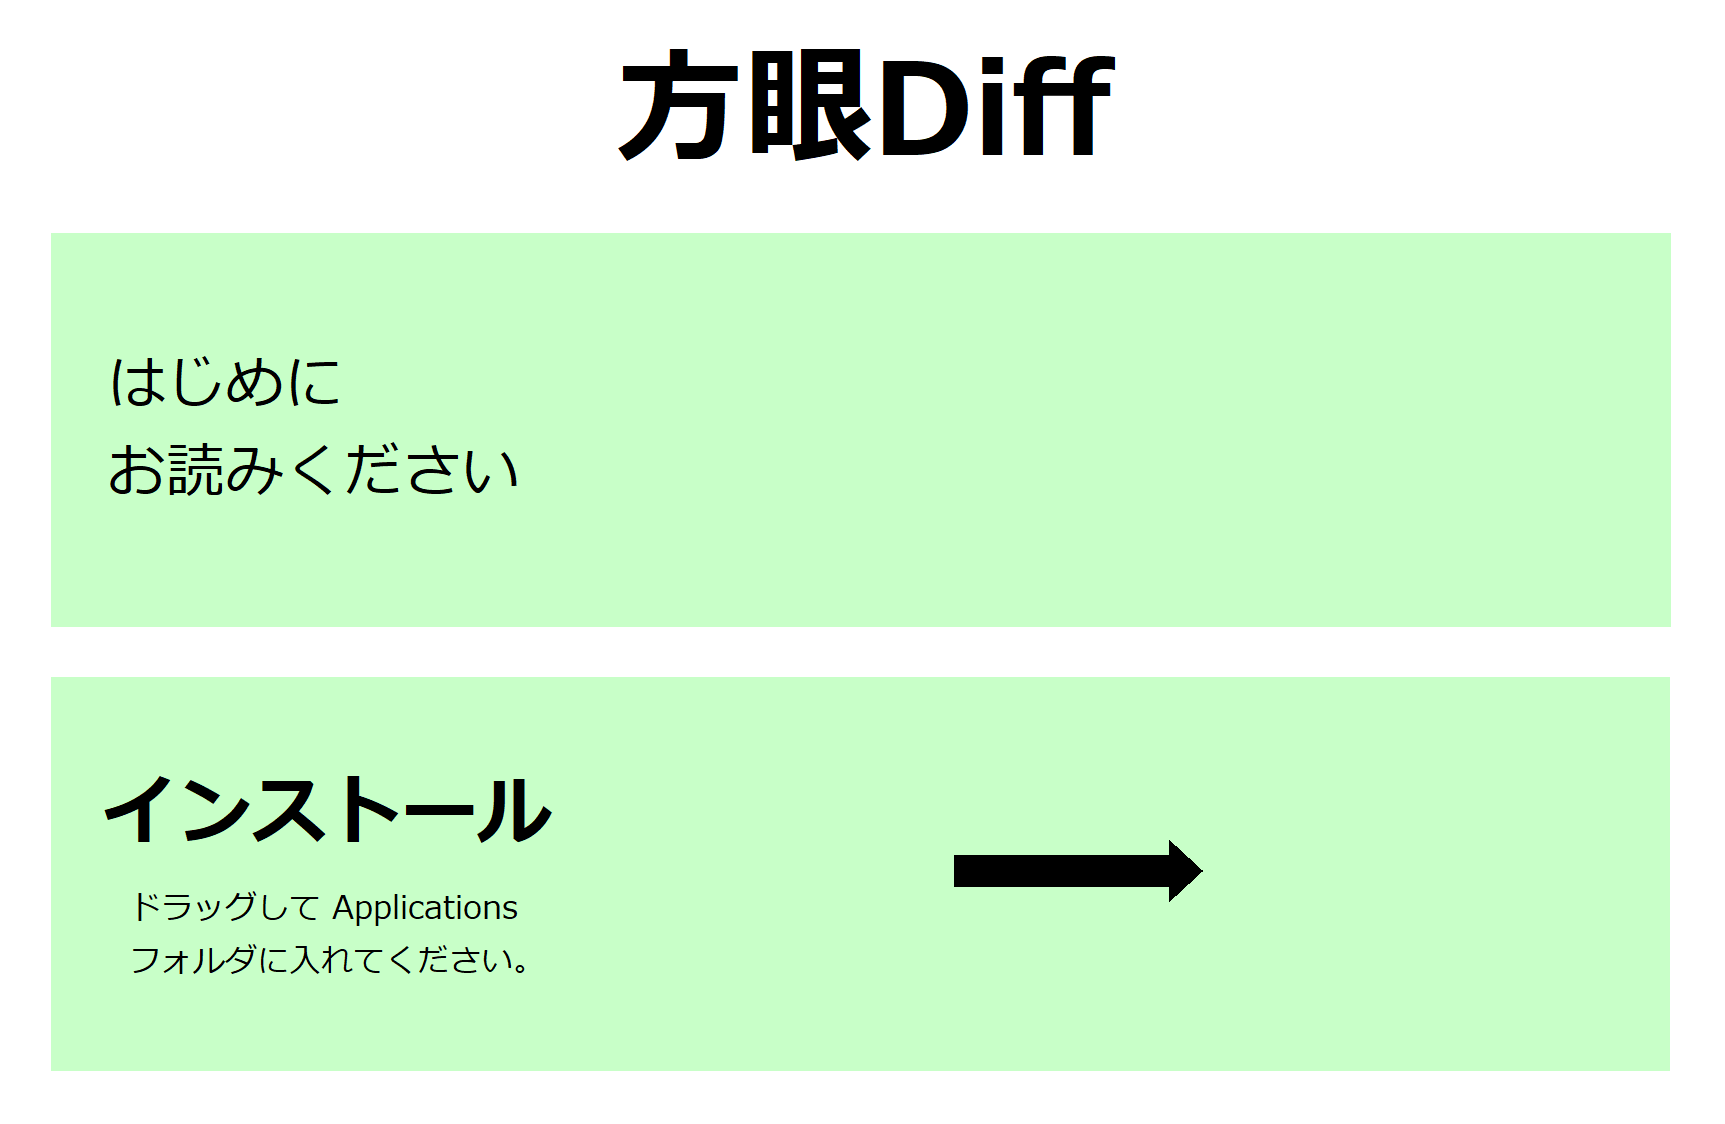 方眼Diff
はじめに
お読みください
インストール
ドラッグして Applications
フォルダに入れてください。